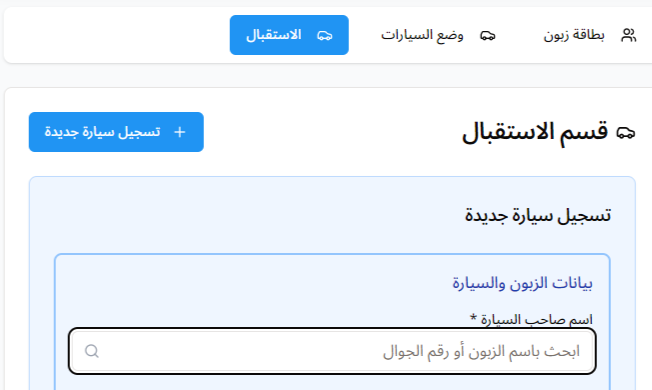 بطاقة زبون
وضع السيارات
الاستقبال
قسم الاستقبال
تسجيل سيارة جديدة
تسجيل سيارة جديدة
بيانات الزبون والسيارة
اسم صاحب السيارة *
ابحث باسم الزبون أو رقم الجوال